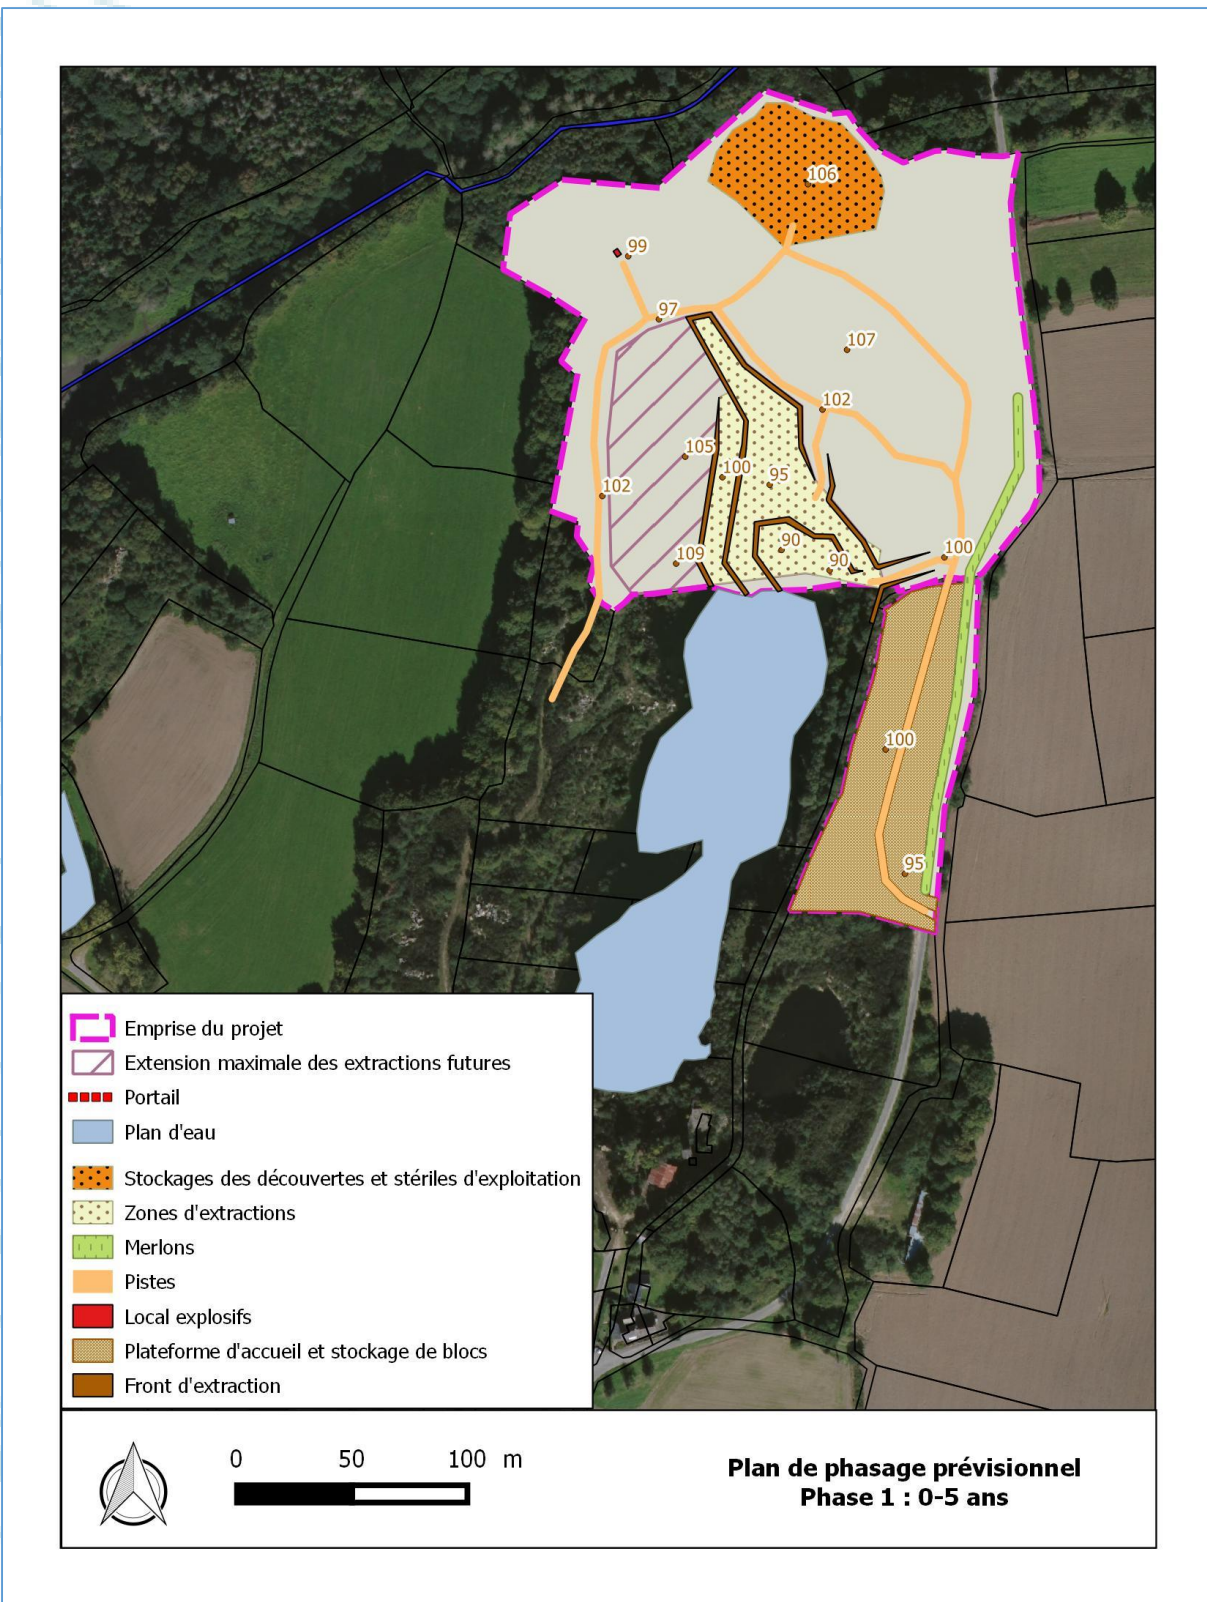 106
99
97
107
102
105
100
95
102
90
109
90
100
100
95
Emprise du projet
Extension maximale des extractions futures
Portail
Plan d'eau
Stockages des découvertes et stériles d'exploitation
Zones d'extractions
Merlons
Pistes
Local explosifs
Plateforme d'accueil et stockage de blocs
Front d'extraction
0 50 100 m
Plan de phasage prévisionnel
Phase 1 : 0-5 ans